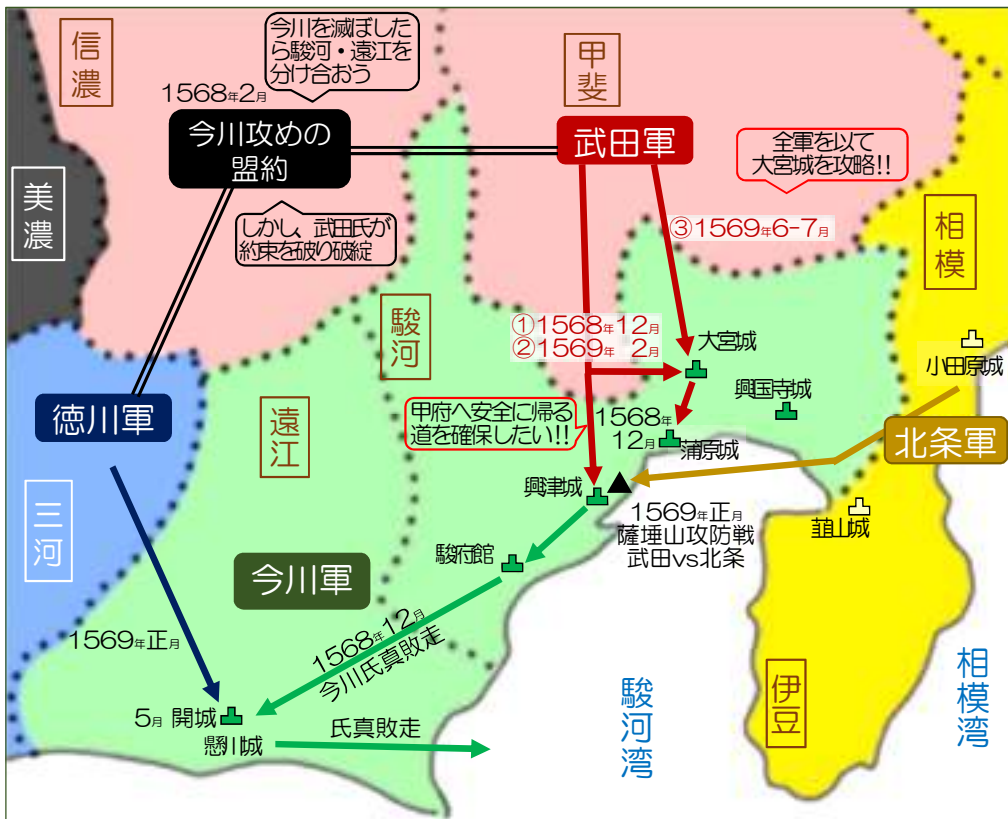 信濃
今川を滅ぼした
ら駿河・遠江を
分け合おう
甲斐
1568年2月
今川攻めの
盟約
武田軍
全軍を以て
大宮城を攻略!!
美濃
しかし、武田氏が
約束を破り破綻
③1569年6-7月
相模
駿河
①1568年12月
②1569年 2月
大宮城
小田原城
徳川軍
遠江
甲府へ安全に帰る
道を確保したい!!
1568年
12月
興国寺城
蒲原城
北条軍
三河
興津城
1569年正月
薩埵山攻防戦
武田vs北条
韮山城
駿府館
今川軍
1569年正月
1568年12月
今川氏真敗走
駿河湾
伊豆
相模湾
5月 開城
懸川城
氏真敗走